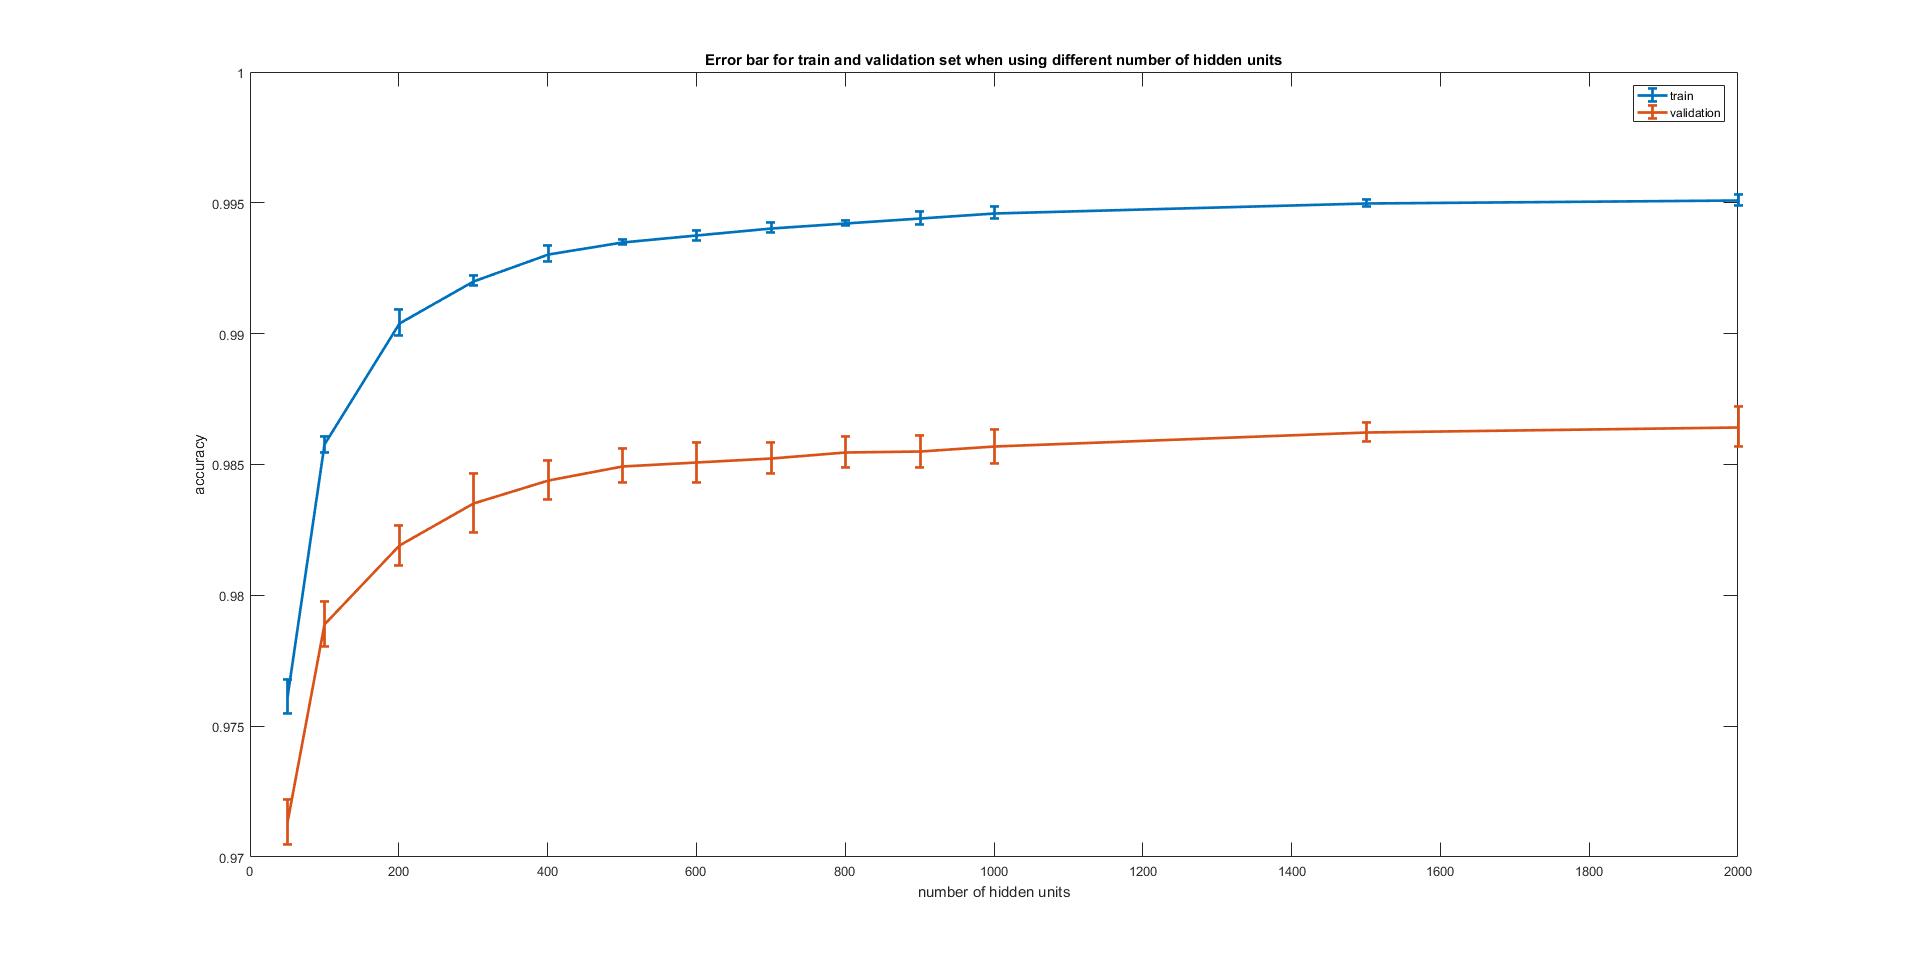 Error bar for train and validation set when using different number of hidden units
train
validation
1
0.995
0.99
0.985
0.98
0.975
0.97
accuracy
0 200 400 600 800 1000 1200 1400 1600 1800 2000
number of hidden units